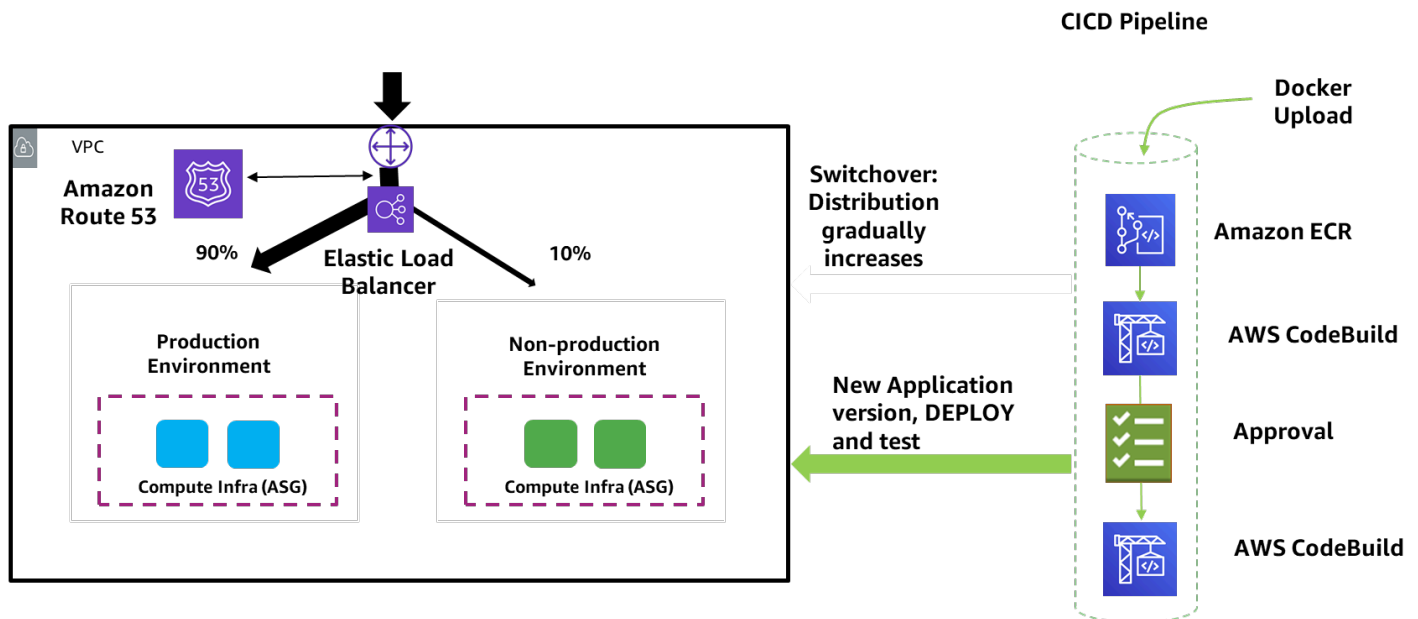 CICD Pipeline
Docker
Upload
VPC
Amazon
Route 53
53
90%
Elastic Load
Balancer
10%
Switchover:
Distribution
gradually
increases
Amazon ECR
Production
Environment
Non-production
Environment
AWS CodeBuild
New Application
version, DEPLOY
and test
Approval
Compute Infra (ASG)
Compute Infra (ASG)
AWS CodeBuild